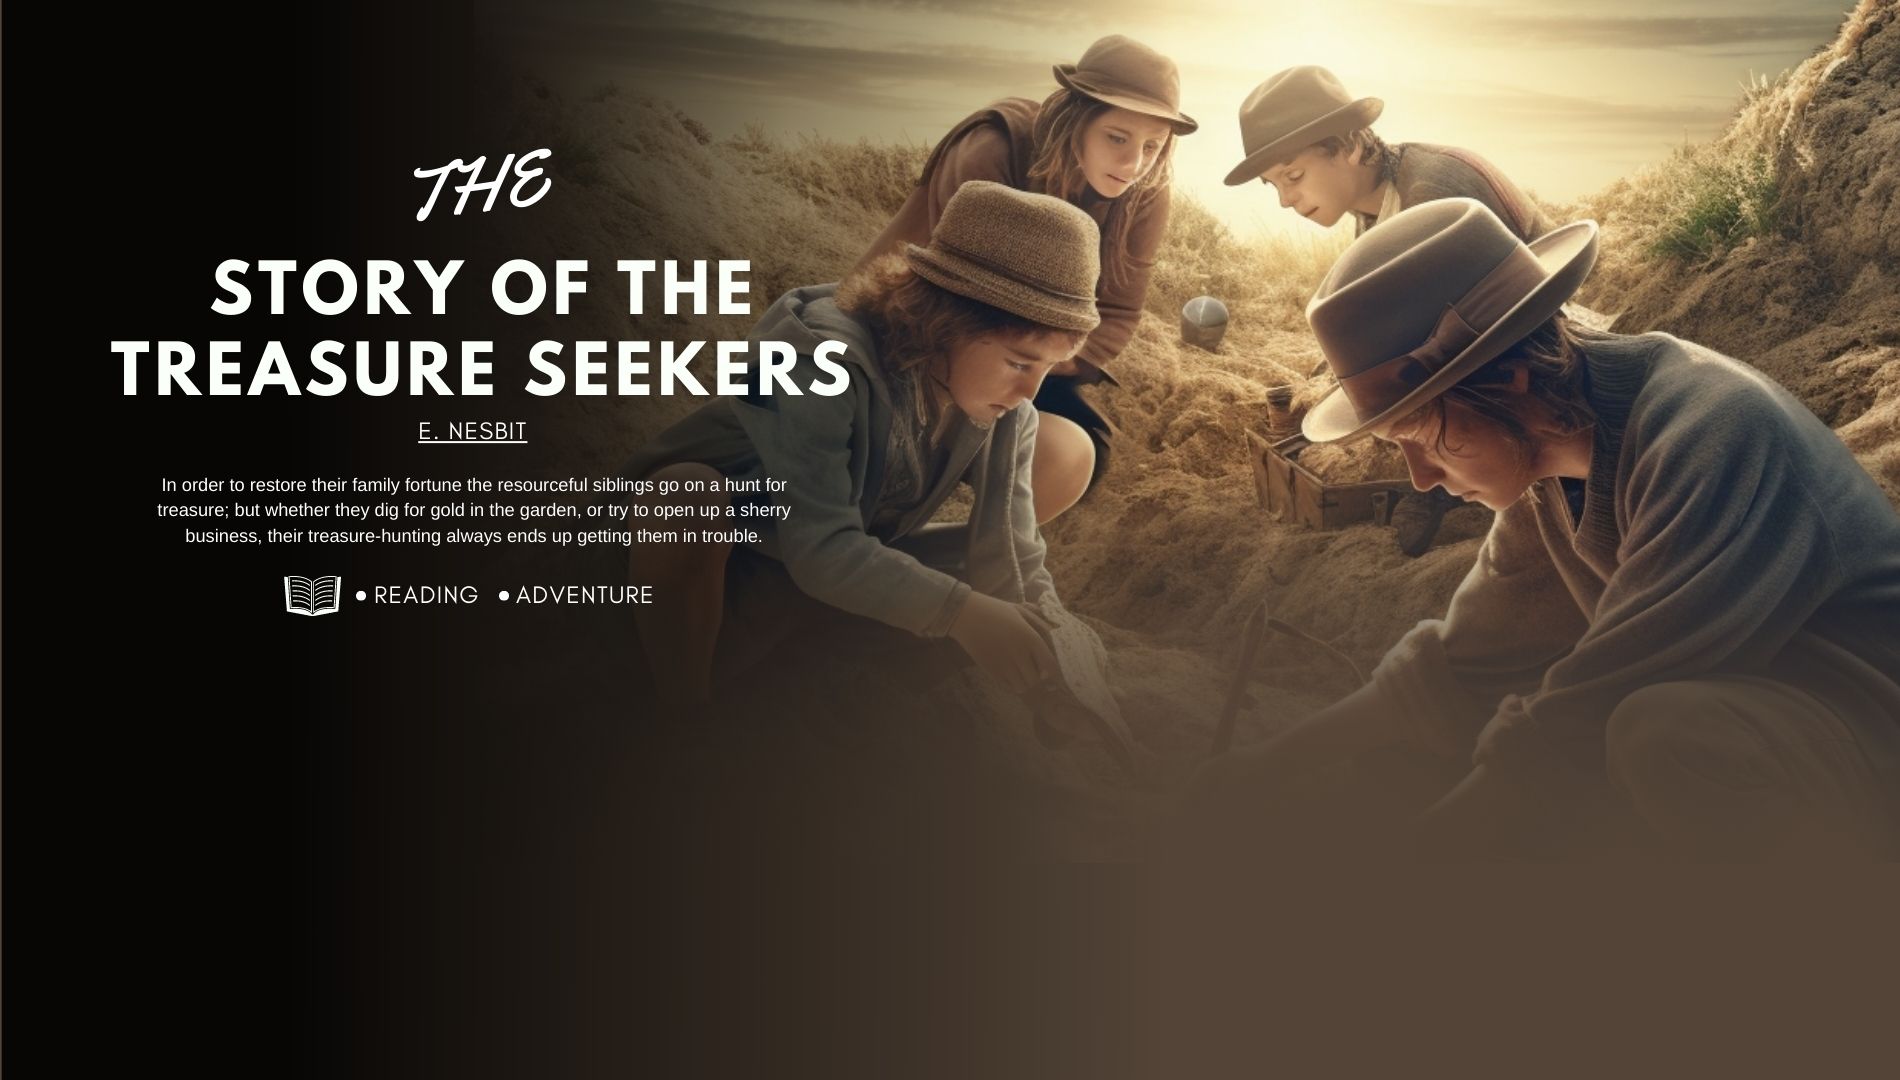 THE
STORY OF THE
TREASURE SEEKERS
E. NESBIT
In order to restore their family fortune the resourceful siblings go on a hunt for
treasure; but whether they dig for gold in the garden, or try to open up a sherry
business, their treasure-hunting always ends up getting them in trouble.
• READING • ADVENTURE